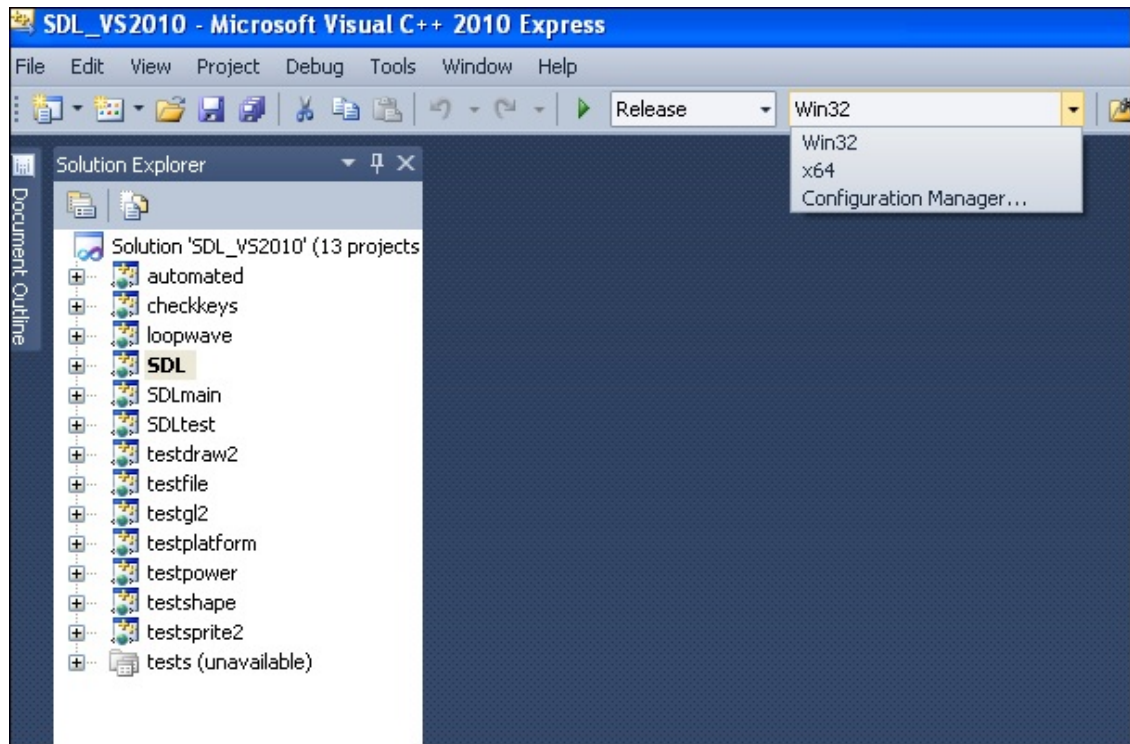 SDL_VS2010 - Microsoft Visual C++ 2010 Express
File Edit View Project Debug Tools Window Help
Release Win32
Win32
x64
Configuration Manager...
Document Outline
Solution Explorer
Solution 'SDL_VS2010' (13 projects
automated
checkkeys
loopwave
SDL
SDLmain
SDLtest
testdraw2
testfile
testgl2
testplatform
testpower
testshape
testsprite2
tests (unavailable)